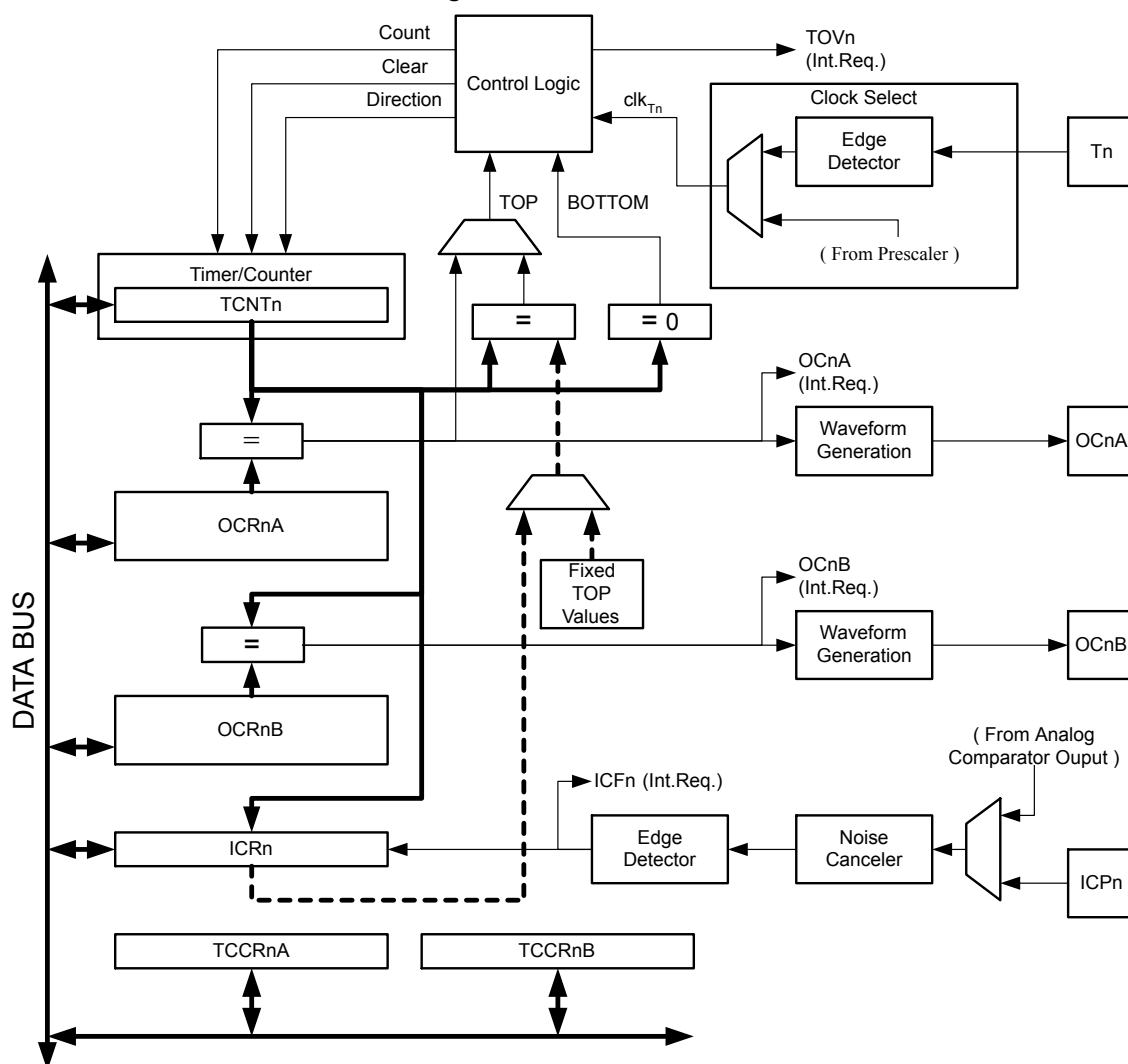 Count
Clear
Direction
Control Logic
TOVn
(Int.Req.)
clkTn
Clock Select
Edge
Detector
Tn
( From Prescaler )
TOP
BOTTOM
Timer/Counter
TCNTn
=
= 0
OCnA
(Int.Req.)
=
Waveform
Generation
OCnA
OCRnA
Fixed
TOP
Values
OCnB
(Int.Req.)
=
Waveform
Generation
OCnB
OCRnB
DATA BUS
( From Analog
Comparator Ouput )
ICFn (Int.Req.)
ICRn
Edge
Detector
Noise
Canceler
ICPn
TCCRnA
TCCRnB